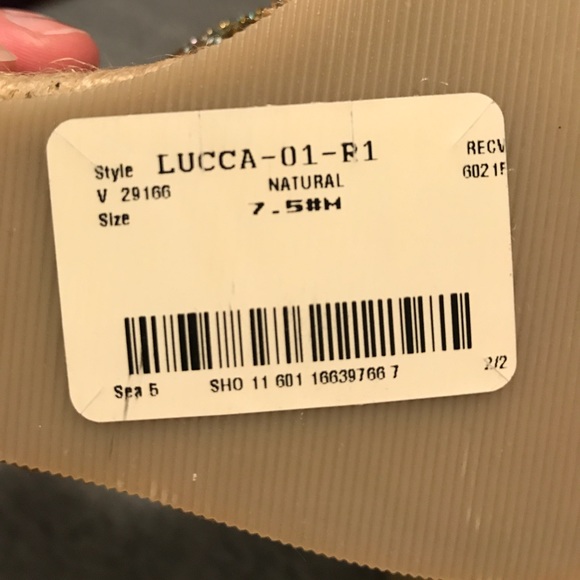 Style LUCCA-01-R1 RECV
V 29166 NATURAL 6021
Size 7.5#M
Sea 5 SHO 11 601 16639766 7 2/2